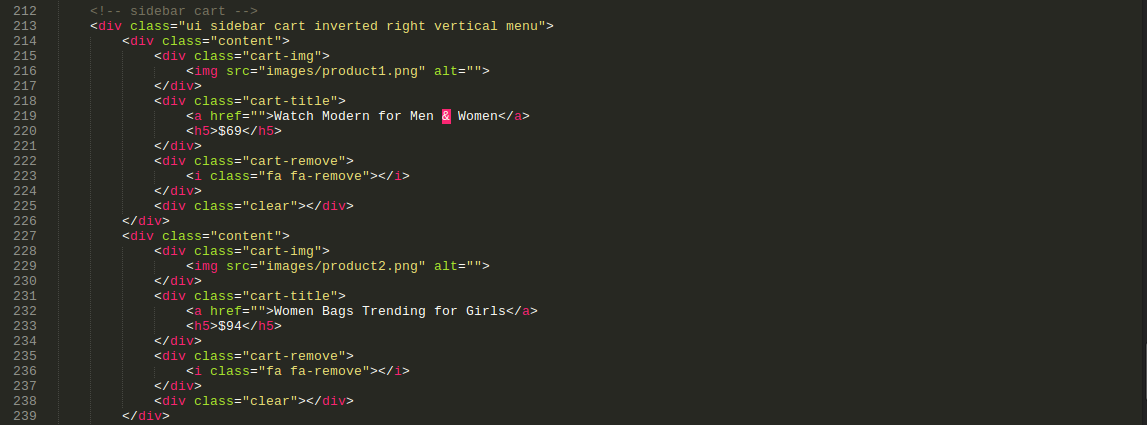 212 <!-- sidebar cart -->
213 <div class="ui sidebar cart inverted right vertical menu">
214 <div class="content">
215 <div class="cart-img">
216 <img src="images/product1.png" alt="">
217 </div>
218 <div class="cart-title">
219 <a href="">Watch Modern for Men & Women</a>
220 <h5>$69</h5>
221 </div>
222 <div class="cart-remove">
223 <i class="fa fa-remove"></i>
224 </div>
225 <div class="clear"></div>
226 </div>
227 <div class="content">
228 <div class="cart-img">
229 <img src="images/product2.png" alt="">
230 </div>
231 <div class="cart-title">
232 <a href="">Women Bags Trending for Girls</a>
233 <h5>$94</h5>
234 </div>
235 <div class="cart-remove">
236 <i class="fa fa-remove"></i>
237 </div>
238 <div class="clear"></div>
239 </div>